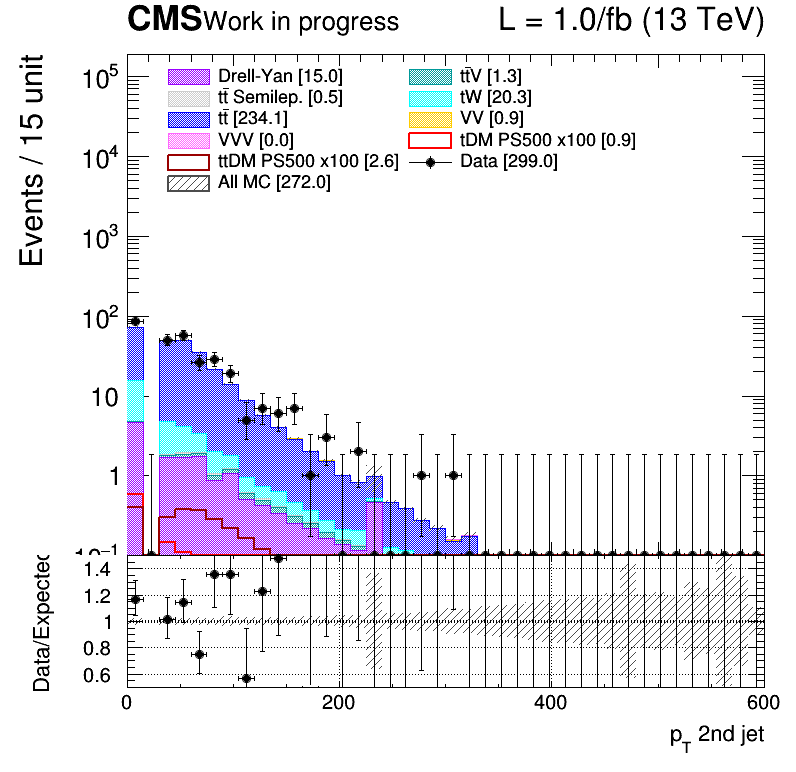 CMS Work in progress L = 1.0/fb (13 TeV)
Events / 15 unit
10⁵
10⁴
10³
10²
10
1
10⁻¹
Drell-Yan [15.0]
tt̄V [1.3]
tt̄ Semilep. [0.5]
tW [20.3]
tt̄ [234.1]
VV [0.9]
VVV [0.0]
tDM PS500 x100 [0.9]
ttDM PS500 x100 [2.6]
Data [299.0]
All MC [272.0]
Data/Expected
1.4
1.2
1
0.8
0.6
0 200 400 600
p_T 2nd jet